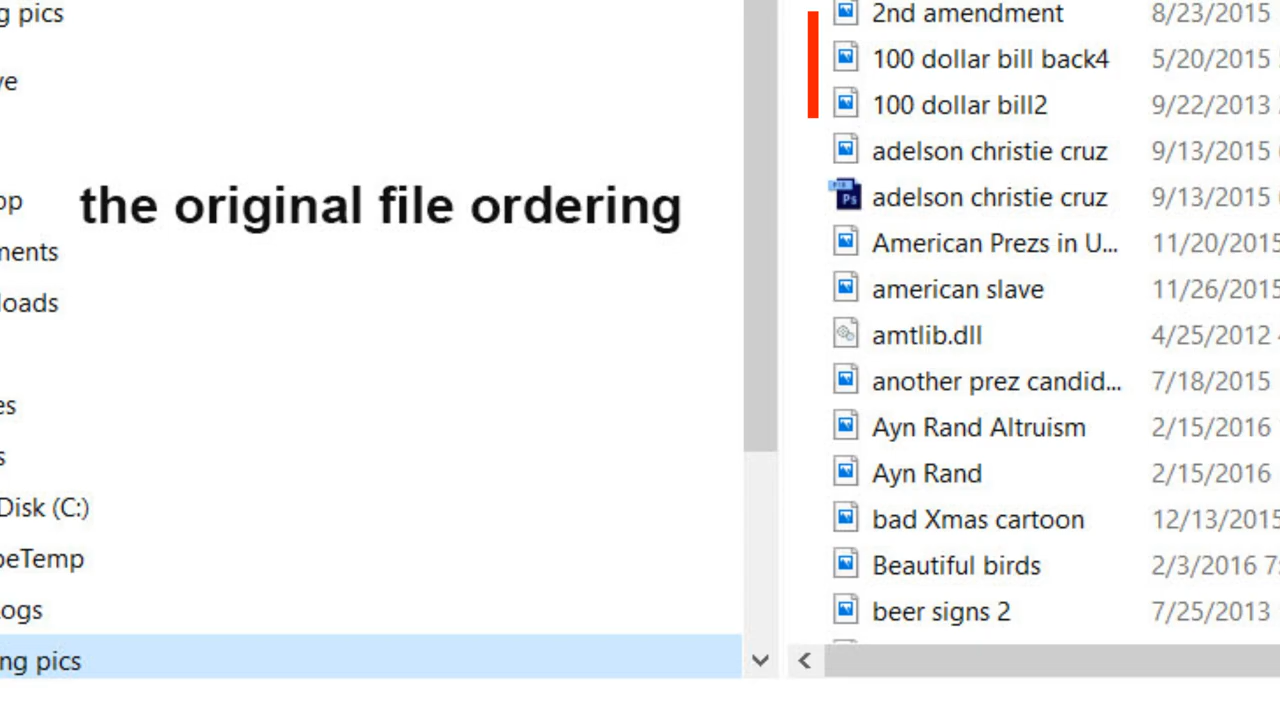 g pics
ve
op
ments
loads
es
s
Disk (C:)
oeTemp
Logs
ng pics
the original file ordering
2nd amendment 8/23/2015
100 dollar bill back4 5/20/2015
100 dollar bill2 9/22/2013
adelson christie cruz 9/13/2015
Ps adelson christie cruz 9/13/2015
American Prezs in U... 11/20/2015
american slave 11/26/2015
amtlib.dll 4/25/2012
another prez candid... 7/18/2015
Ayn Rand Altruism 2/15/2016
Ayn Rand 2/15/2016
bad Xmas cartoon 12/13/2015
Beautiful birds 2/3/2016 7:
beer signs 2 7/25/2013